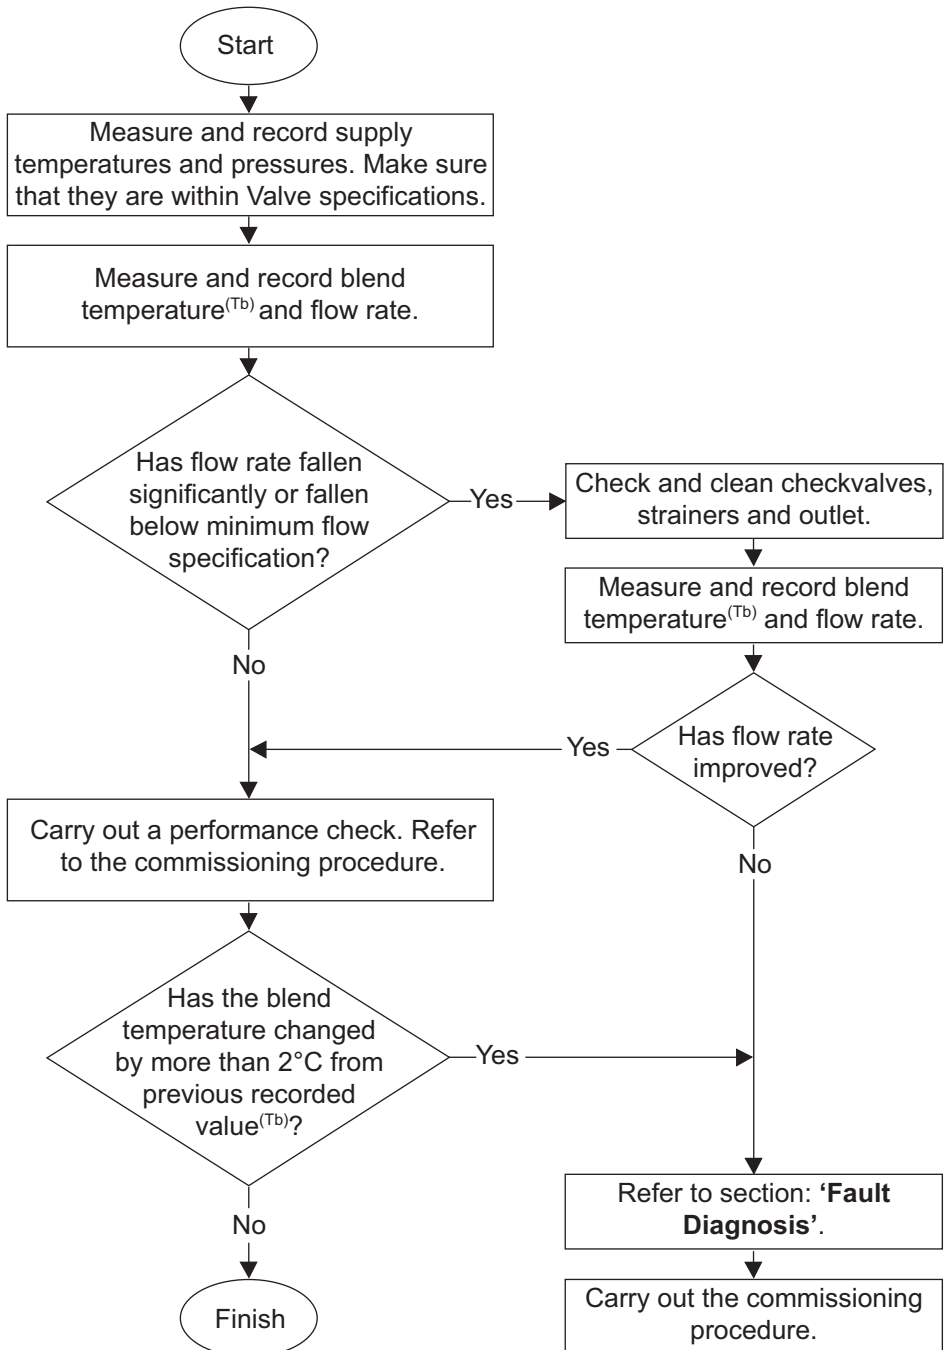 Start
Measure and record supply
temperatures and pressures. Make sure
that they are within Valve specifications.
Measure and record blend
temperature(Tb) and flow rate.
Has flow rate fallen
significantly or fallen
below minimum flow
specification?
Yes
Check and clean checkvalves,
strainers and outlet.
Measure and record blend
temperature(Tb) and flow rate.
No
Has flow rate
improved?
Yes
No
Carry out a performance check. Refer
to the commissioning procedure.
Has the blend
temperature changed
by more than 2°C from
previous recorded
value(Tb)?
Yes
No
Refer to section: ‘Fault
Diagnosis’.
Finish
Carry out the commissioning
procedure.